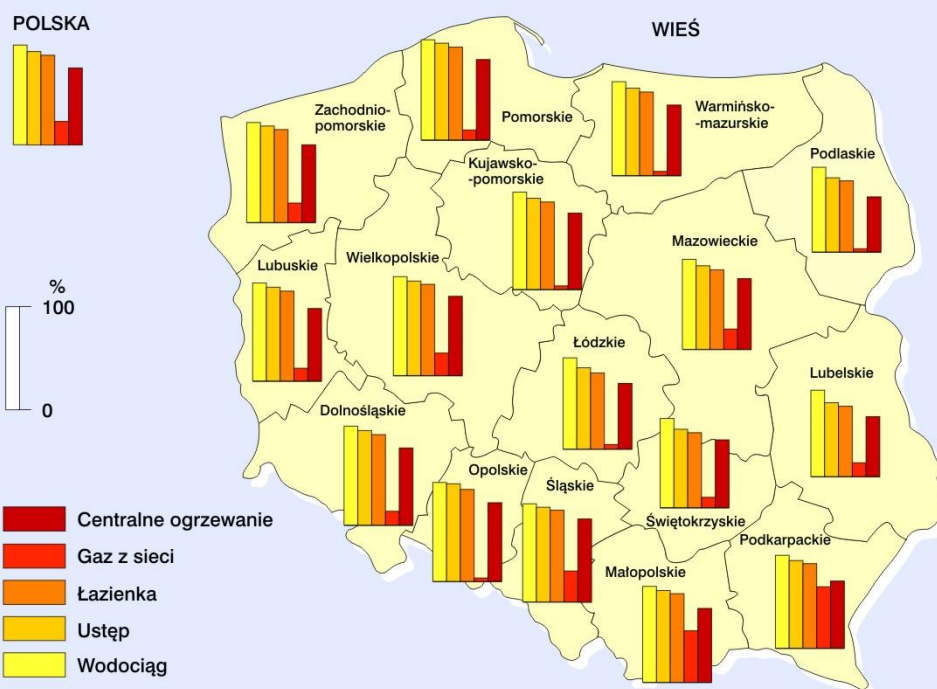 POLSKA
WIEŚ
Zachodnio-
pomorskie
Pomorskie
Warmińsko-
-mazurskie
Podlaskie
Kujawsko-
-pomorskie
Mazowieckie
Lubuskie
Wielkopolskie
%
100
0
Łódzkie
Lubelskie
Dolnośląskie
Opolskie
Śląskie
Świętokrzyskie
Podkarpackie
Małopolskie
Centralne ogrzewanie
Gaz z sieci
Łazienka
Ustęp
Wodociąg